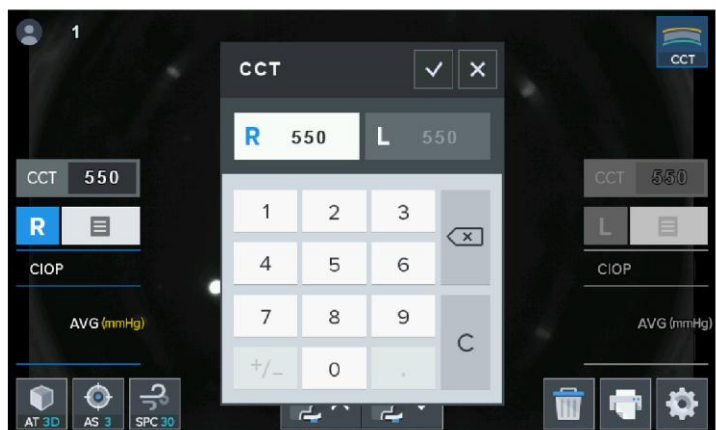 1
CCT
CCT
R 550
L 550
CCT 550
CCT 550
R
L
1 2 3
4 5 6
7 8 9
+/- 0 .
C
CIOP
CIOP
AVG (mmHg)
AVG (mmHg)
AT 3D
AS 3
SPC 30